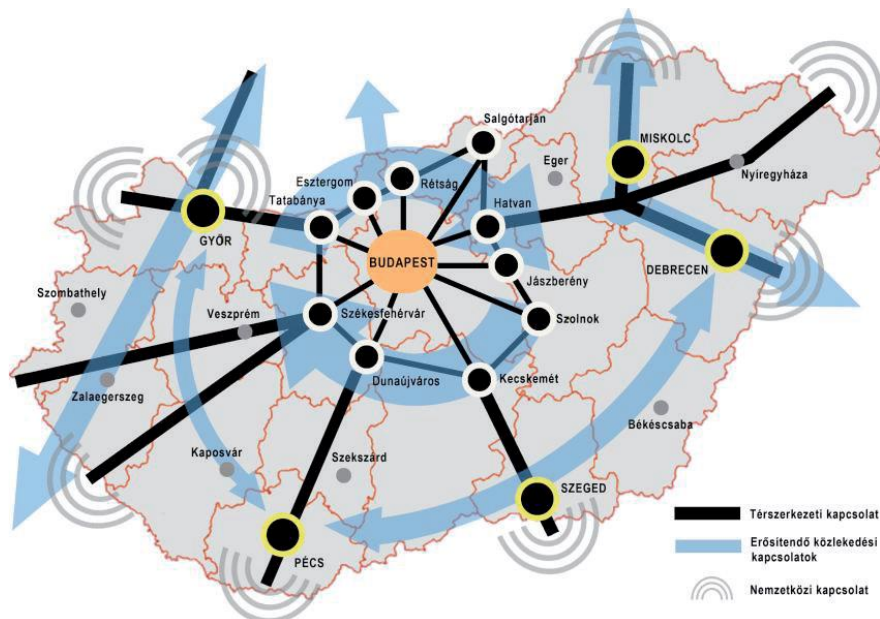 Salgótarján
MISKOLC
Eger
Nyíregyháza
Esztergom
Rétság
Tatabánya
Hatvan
GYŐR
BUDAPEST
DEBRECEN
Jászberény
Szombathely
Veszprém
Székesfehérvár
Szolnok
Dunaújváros
Kecskemét
Zalaegerszeg
Békéscsaba
Kaposvár
Szekszárd
SZEGED
PÉCS
Térszerkezeti kapcsolat
Erősítendő közlekedési
kapcsolatok
Nemzetközi kapcsolat